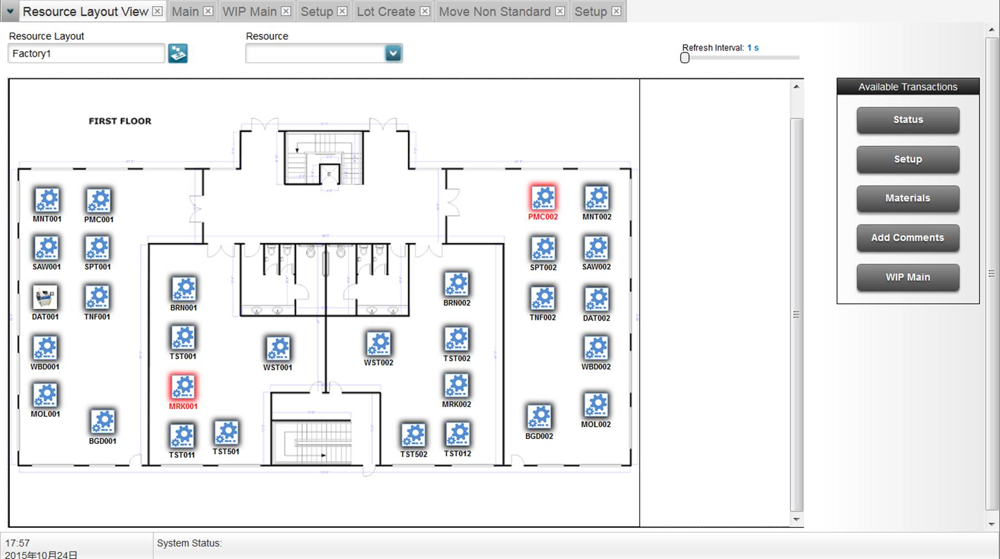 Resource Layout View Main WIP Main Setup Lot Create Move Non Standard Setup
Resource Layout Resource
Factory1
Refresh Interval: 1 s
FIRST FLOOR
E
MNT001 PMC001
SAW001 SPT001
DAT001 TNF001
WBD001
MOL001
BGD001
BRN001
TST001
MRK001
TST011 TST501
WST001
WST002
BRN002
TST002
MRK002
TST502 TST012
PMC002 MNT002
SPT002 SAW002
TNF002 DAT002
WBD002
BGD002 MOL002
Available Transactions
Status
Setup
Materials
Add Comments
WIP Main
17:57
2015年10月24日
System Status: